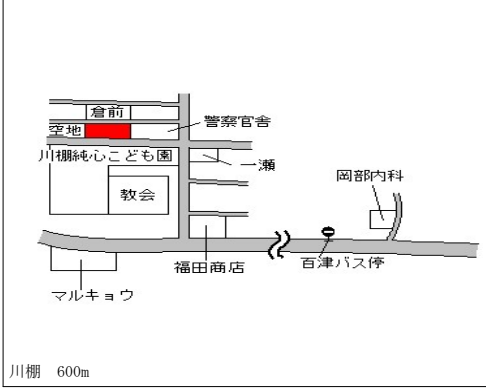 倉前
空地
警察官舎
川棚純心こども園
一瀬
岡部内科
教会
福田商店
百津バス停
マルキョウ
川棚 600m